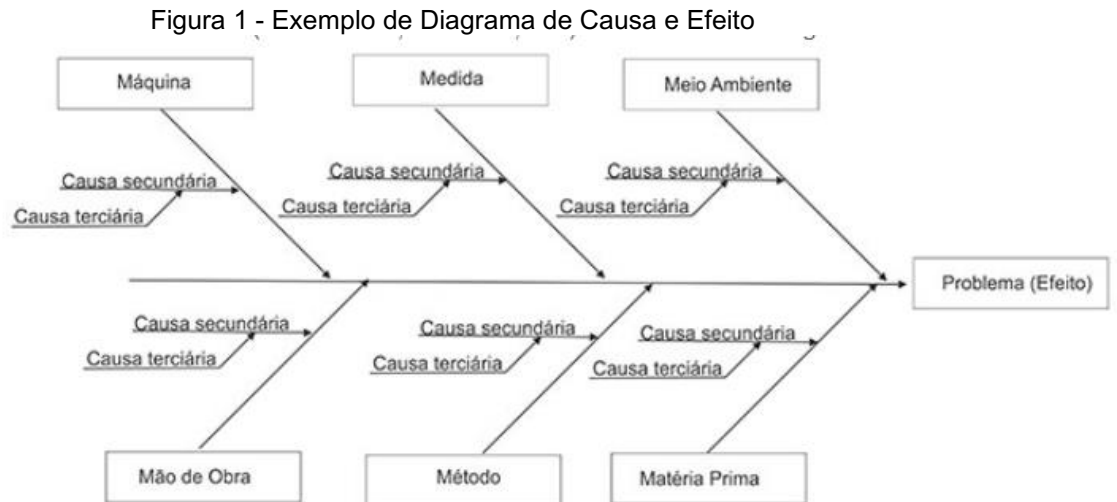 Figura 1 - Exemplo de Diagrama de Causa e Efeito
Máquina
Medida
Meio Ambiente
Causa secundária
Causa terciária
Causa secundária
Causa terciária
Causa secundária
Causa terciária
Problema (Efeito)
Causa secundária
Causa terciária
Causa secundária
Causa terciária
Causa secundária
Causa terciária
Mão de Obra
Método
Matéria Prima